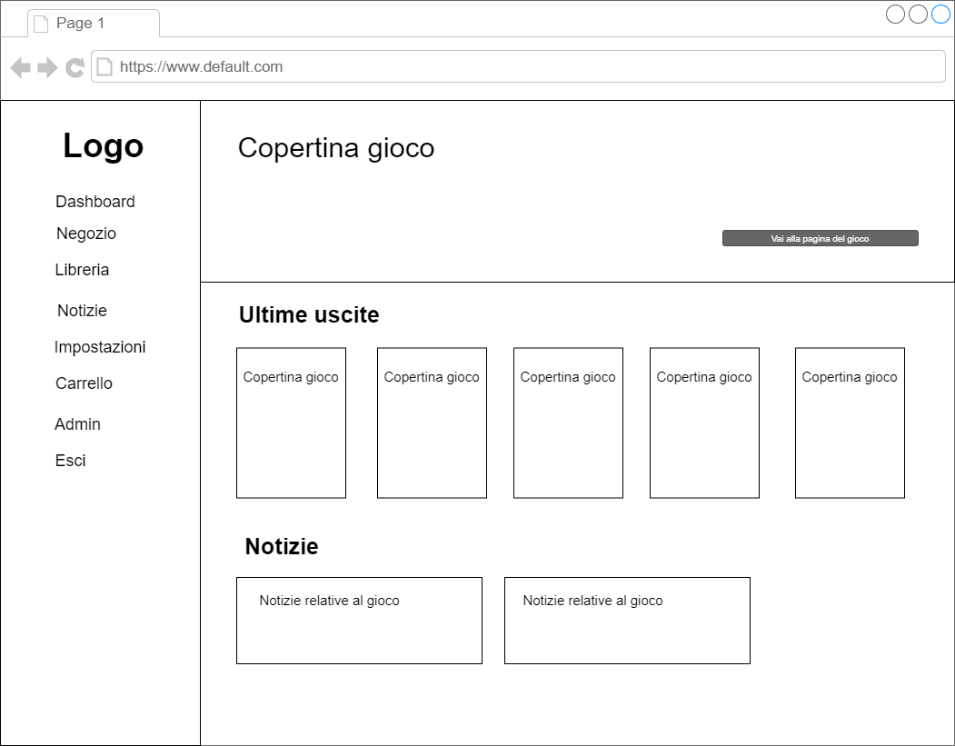 Page 1
https://www.default.com
Logo
Dashboard
Negozio
Libreria
Notizie
Impostazioni
Carrello
Admin
Esci
Copertina gioco
Vai alla pagina del gioco
Ultime uscite
Copertina gioco
Copertina gioco
Copertina gioco
Copertina gioco
Copertina gioco
Notizie
Notizie relative al gioco
Notizie relative al gioco